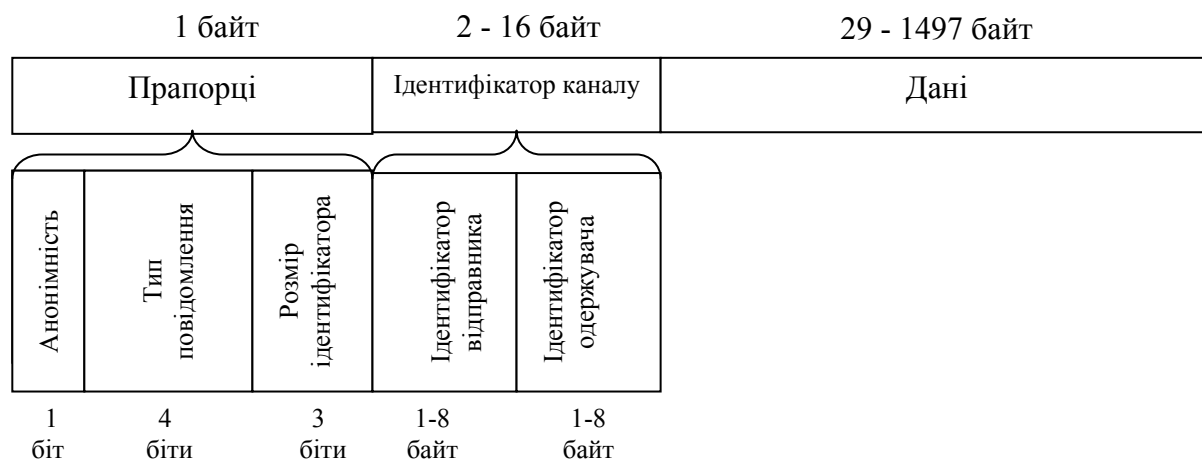 1 байт
2 - 16 байт
29 - 1497 байт
Прапорці
Ідентифікатор каналу
Дані
Анонімність
Тип
повідомлення
Розмір
ідентифікатора
Ідентифікатор
відправника
Ідентифікатор
одержувача
1
біт
4
біти
3
біти
1-8
байт
1-8
байт